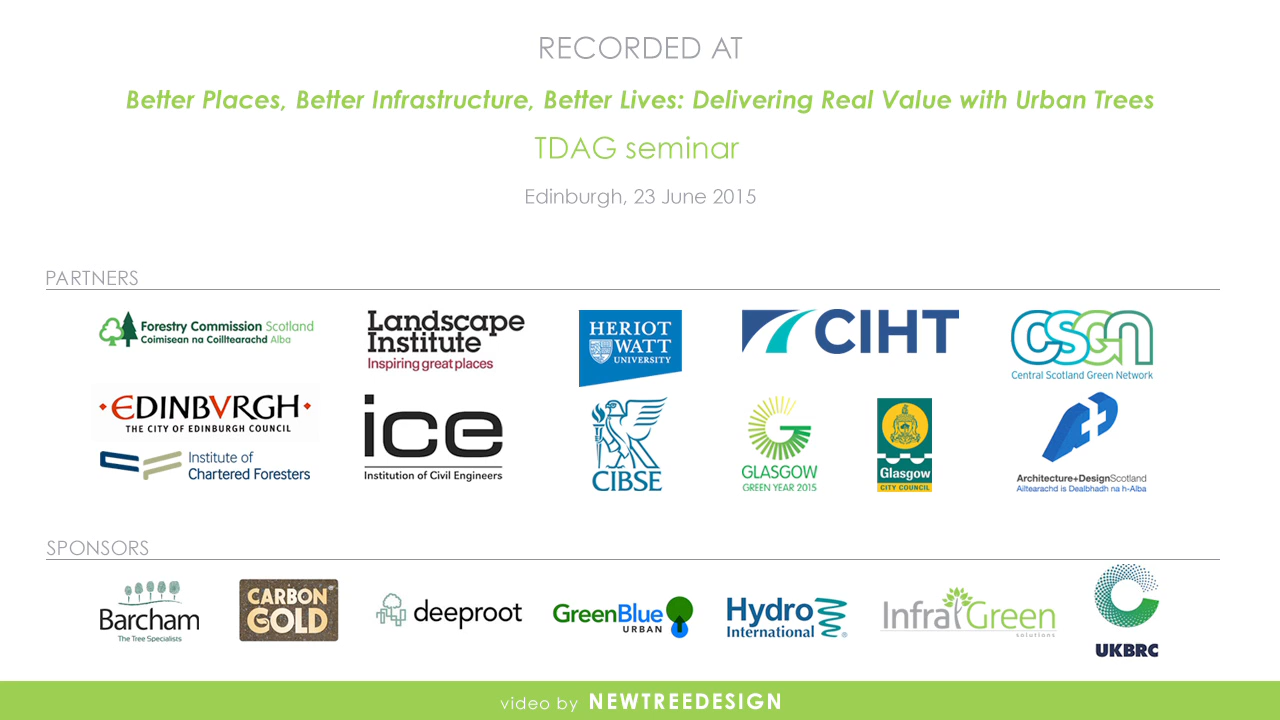 RECORDED AT
Better Places, Better Infrastructure, Better Lives: Delivering Real Value with Urban Trees
TDAG seminar
Edinburgh, 23 June 2015
PARTNERS
Forestry Commission Scotland
Coimisean na Coilltearachd Alba
Landscape
Institute
Inspiring great places
HERIOT
WATT
UNIVERSITY
CIHT
CSGN
Central Scotland Green Network
EDINBVRGH
THE CITY OF EDINBURGH COUNCIL
Institute of
Chartered Foresters
ice
Institution of Civil Engineers
CIBSE
GLASGOW
GREEN YEAR 2015
Glasgow
CITY COUNCIL
Architecture+DesignScotland
Ailtearachd is Dealbhadh na h-Alba
SPONSORS
Barcham
The Tree Specialists
CARBON
GOLD
deeproot
GreenBlue
URBAN
Hydro
International
®
InfraGreen
solutions
UKBRC
video by NEWTREEDESIGN